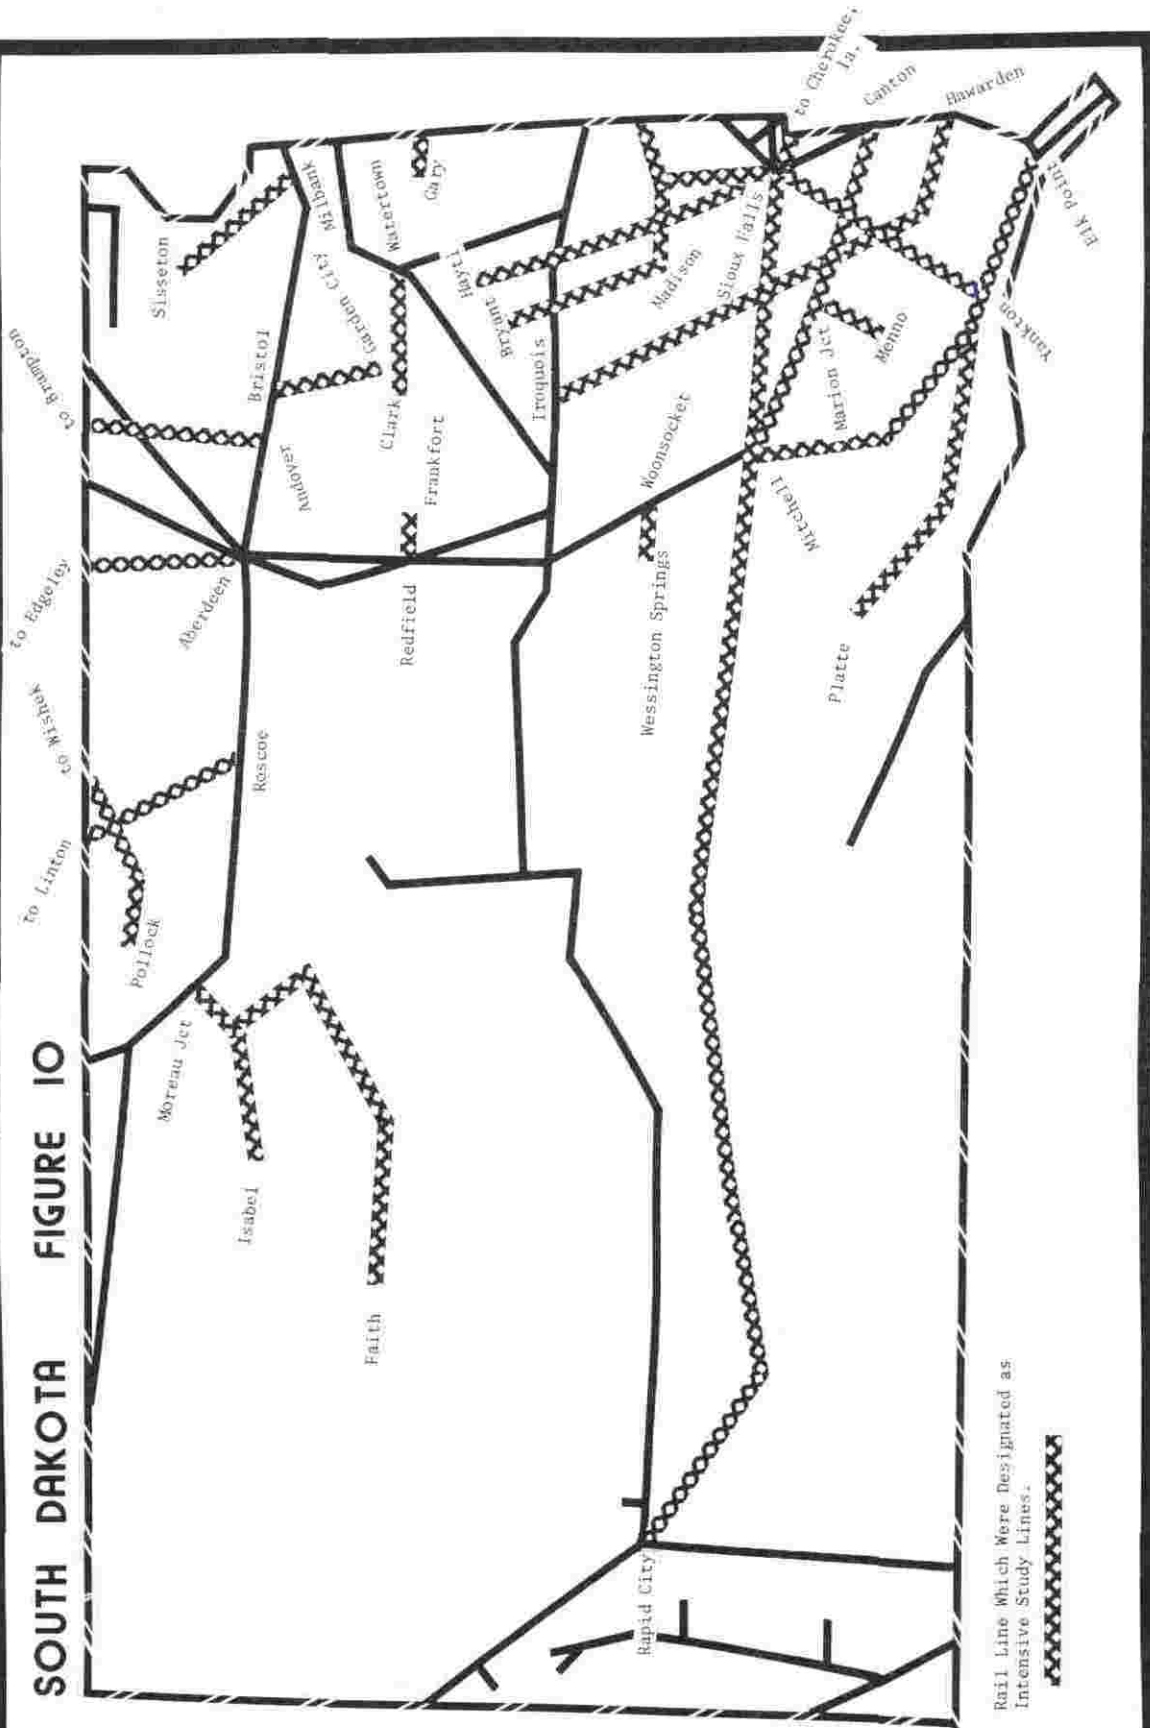 SOUTH DAKOTA FIGURE 10
to Linton
to Wishek
to Edgeley
to Brampton
Pollock
Roscoe
Moreau Jct
Isabel
Faith
Aberdeen
Andover
Bristol
Sisseton
Milbank
Garden City
Watertown
Gary
Clark
Frankfort
Redfield
Hayti
Bryant
Iroquois
Madison
Sioux Falls
Woonsocket
Wessington Springs
Mitchell
Marion Jct
Menno
Platte
Yankton
Elk Point
Hawarden
Canton
to Cherokee,
Ia.
Rapid City
Rail Line Which Were Designated as
Intensive Study Lines.